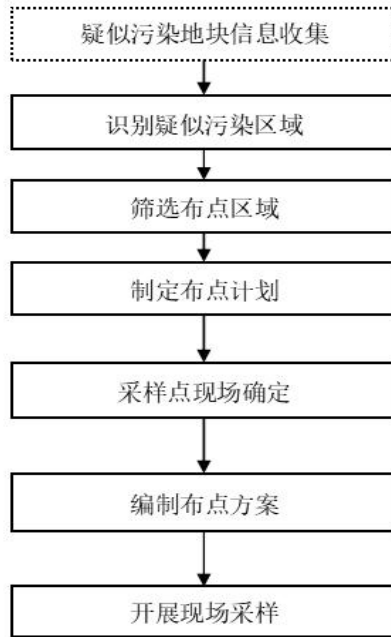 疑似污染地块信息收集
识别疑似污染区域
筛选布点区域
制定布点计划
采样点现场确定
编制布点方案
开展现场采样